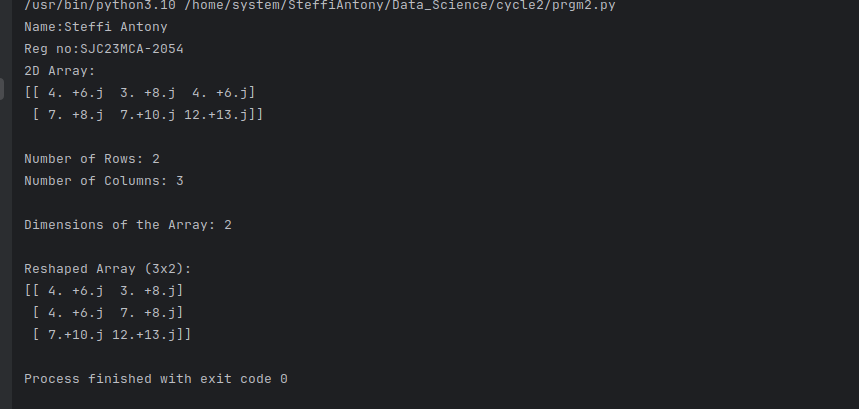 /usr/bin/python3.10 /home/system/SteffiAntony/Data_Science/cycle2/prgm2.py
Name:Steffi Antony
Reg no:SJC23MCA-2054
2D Array:
[[ 4. +6.j  3. +8.j  4. +6.j]
 [ 7. +8.j  7.+10.j 12.+13.j]]
Number of Rows: 2
Number of Columns: 3
Dimensions of the Array: 2
Reshaped Array (3x2):
[[ 4. +6.j  3. +8.j]
 [ 4. +6.j  7. +8.j]
 [ 7.+10.j 12.+13.j]]
Process finished with exit code 0